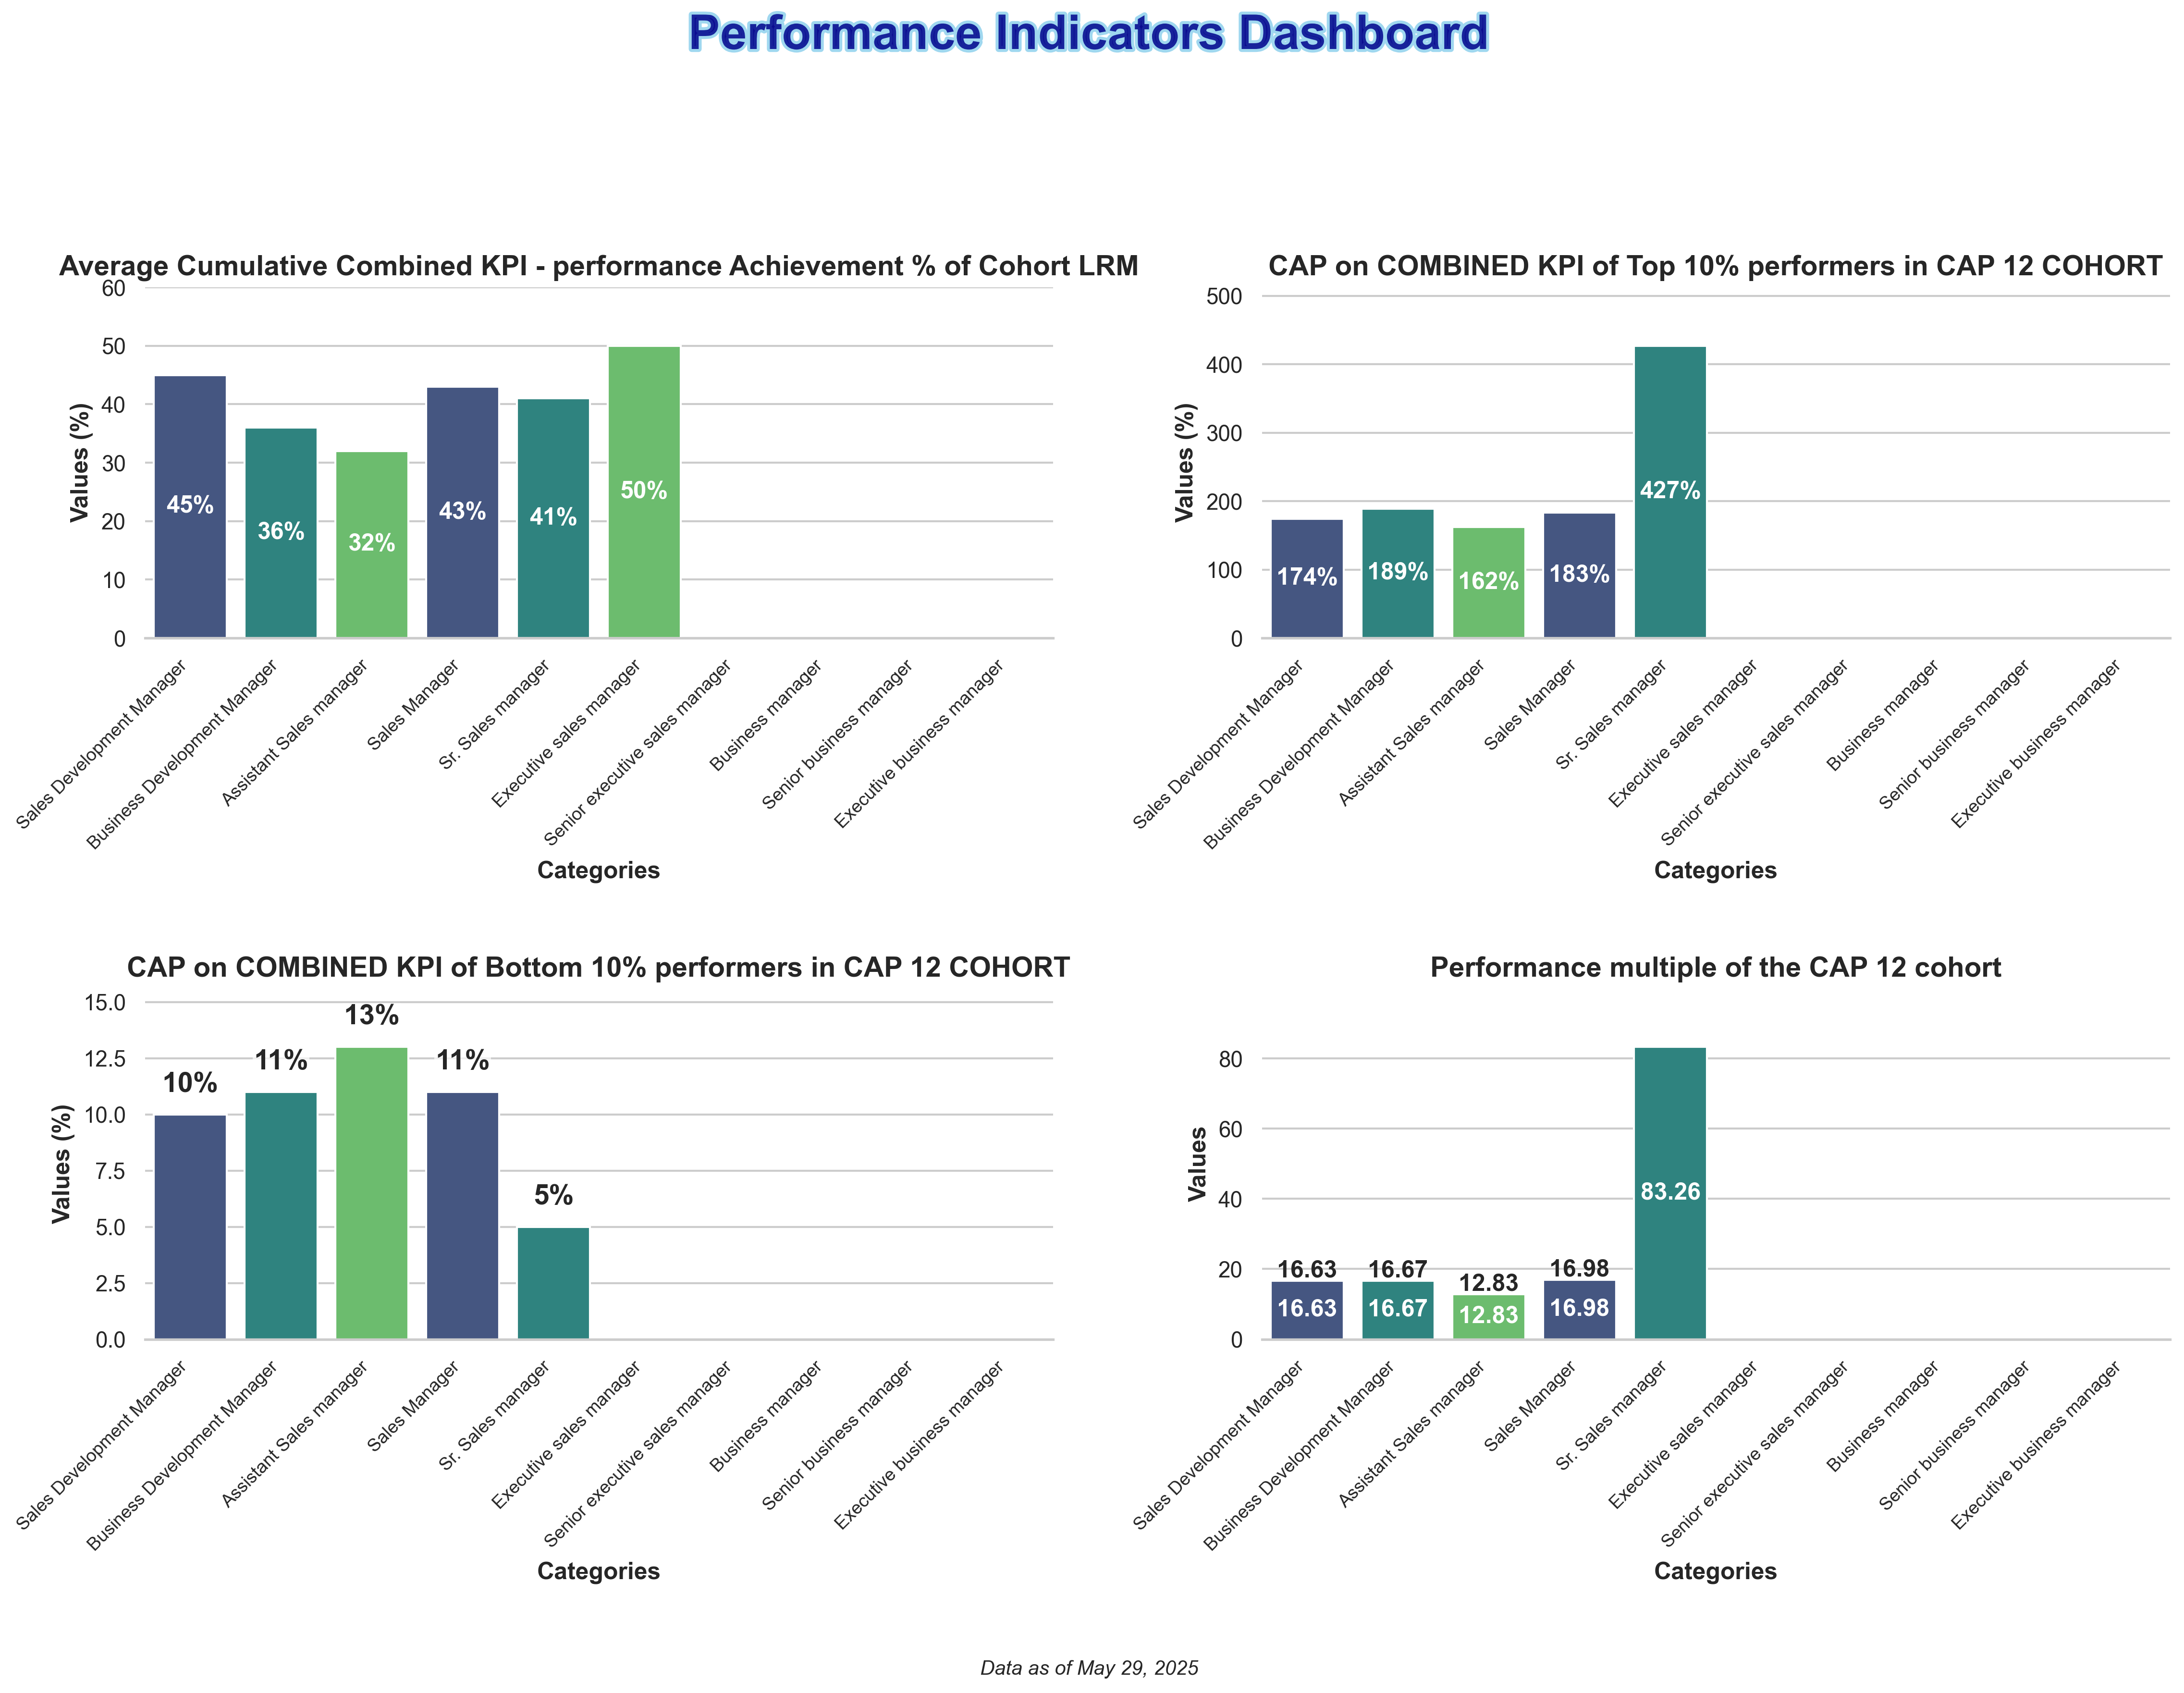 Performance Indicators Dashboard
Average Cumulative Combined KPI - performance Achievement % of Cohort LRM
Values (%)
60
50
40
30
20
10
0
45%
36%
32%
43%
41%
50%
Sales Development Manager
Business Development Manager
Assistant Sales manager
Sales Manager
Sr. Sales manager
Executive sales manager
Senior executive sales manager
Business manager
Senior business manager
Executive business manager
Categories
CAP on COMBINED KPI of Top 10% performers in CAP 12 COHORT
Values (%)
500
400
300
200
100
0
174%
189%
162%
183%
427%
Sales Development Manager
Business Development Manager
Assistant Sales manager
Sales Manager
Sr. Sales manager
Executive sales manager
Senior executive sales manager
Business manager
Senior business manager
Executive business manager
Categories
CAP on COMBINED KPI of Bottom 10% performers in CAP 12 COHORT
Values (%)
15.0
12.5
10.0
7.5
5.0
2.5
0.0
10%
11%
13%
11%
5%
Sales Development Manager
Business Development Manager
Assistant Sales manager
Sales Manager
Sr. Sales manager
Executive sales manager
Senior executive sales manager
Business manager
Senior business manager
Executive business manager
Categories
Performance multiple of the CAP 12 cohort
Values
80
60
40
20
0
16.63
16.67
12.83
16.98
16.63
16.67
12.83
16.98
83.26
Sales Development Manager
Business Development Manager
Assistant Sales manager
Sales Manager
Sr. Sales manager
Executive sales manager
Senior executive sales manager
Business manager
Senior business manager
Executive business manager
Categories
Data as of May 29, 2025